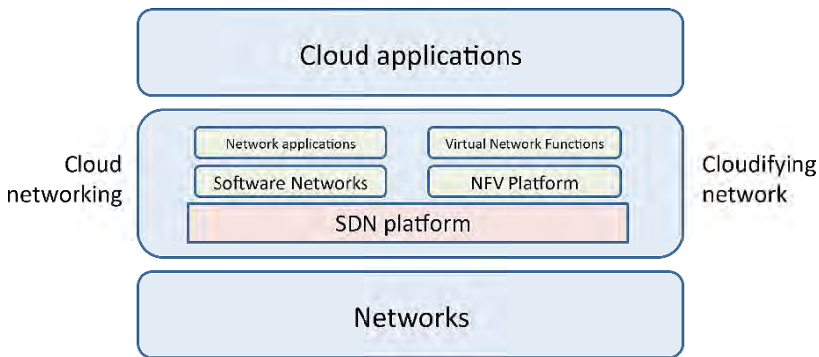 Cloud applications
Network applications
Virtual Network Functions
Cloud
networking
Software Networks
NFV Platform
Cloudifying
network
SDN platform
Networks